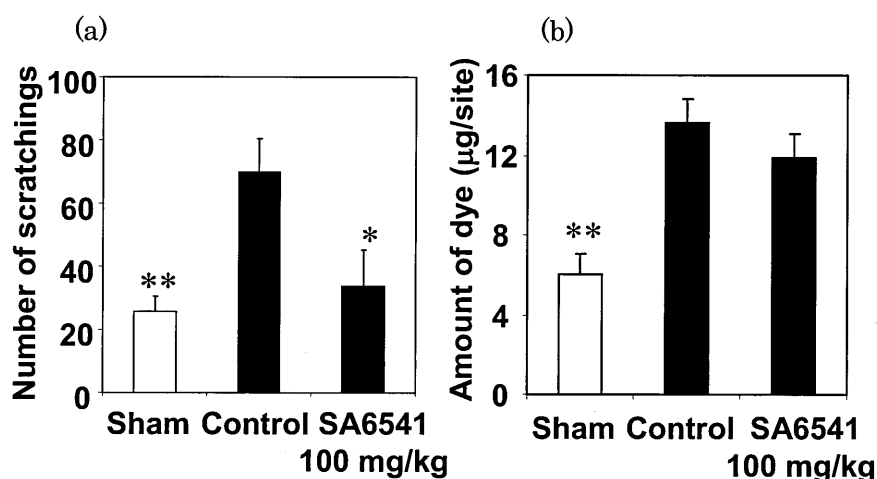 (a)
Number of scratchings
100
80
60
40
20
0
**
*
Sham Control SA6541
100 mg/kg
(b)
Amount of dye (μg/site)
16
12
8
4
0
**
Sham Control SA6541
100 mg/kg